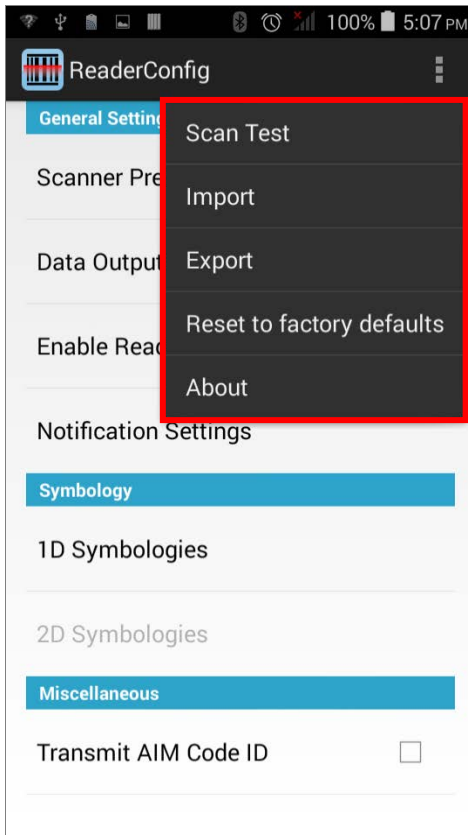 100% 5:07 PM
ReaderConfig
General Setting
Scan Test
Scanner Pre
Import
Data Output
Export
Enable Read
Reset to factory defaults
About
Notification Settings
Symbology
1D Symbologies
2D Symbologies
Miscellaneous
Transmit AIM Code ID